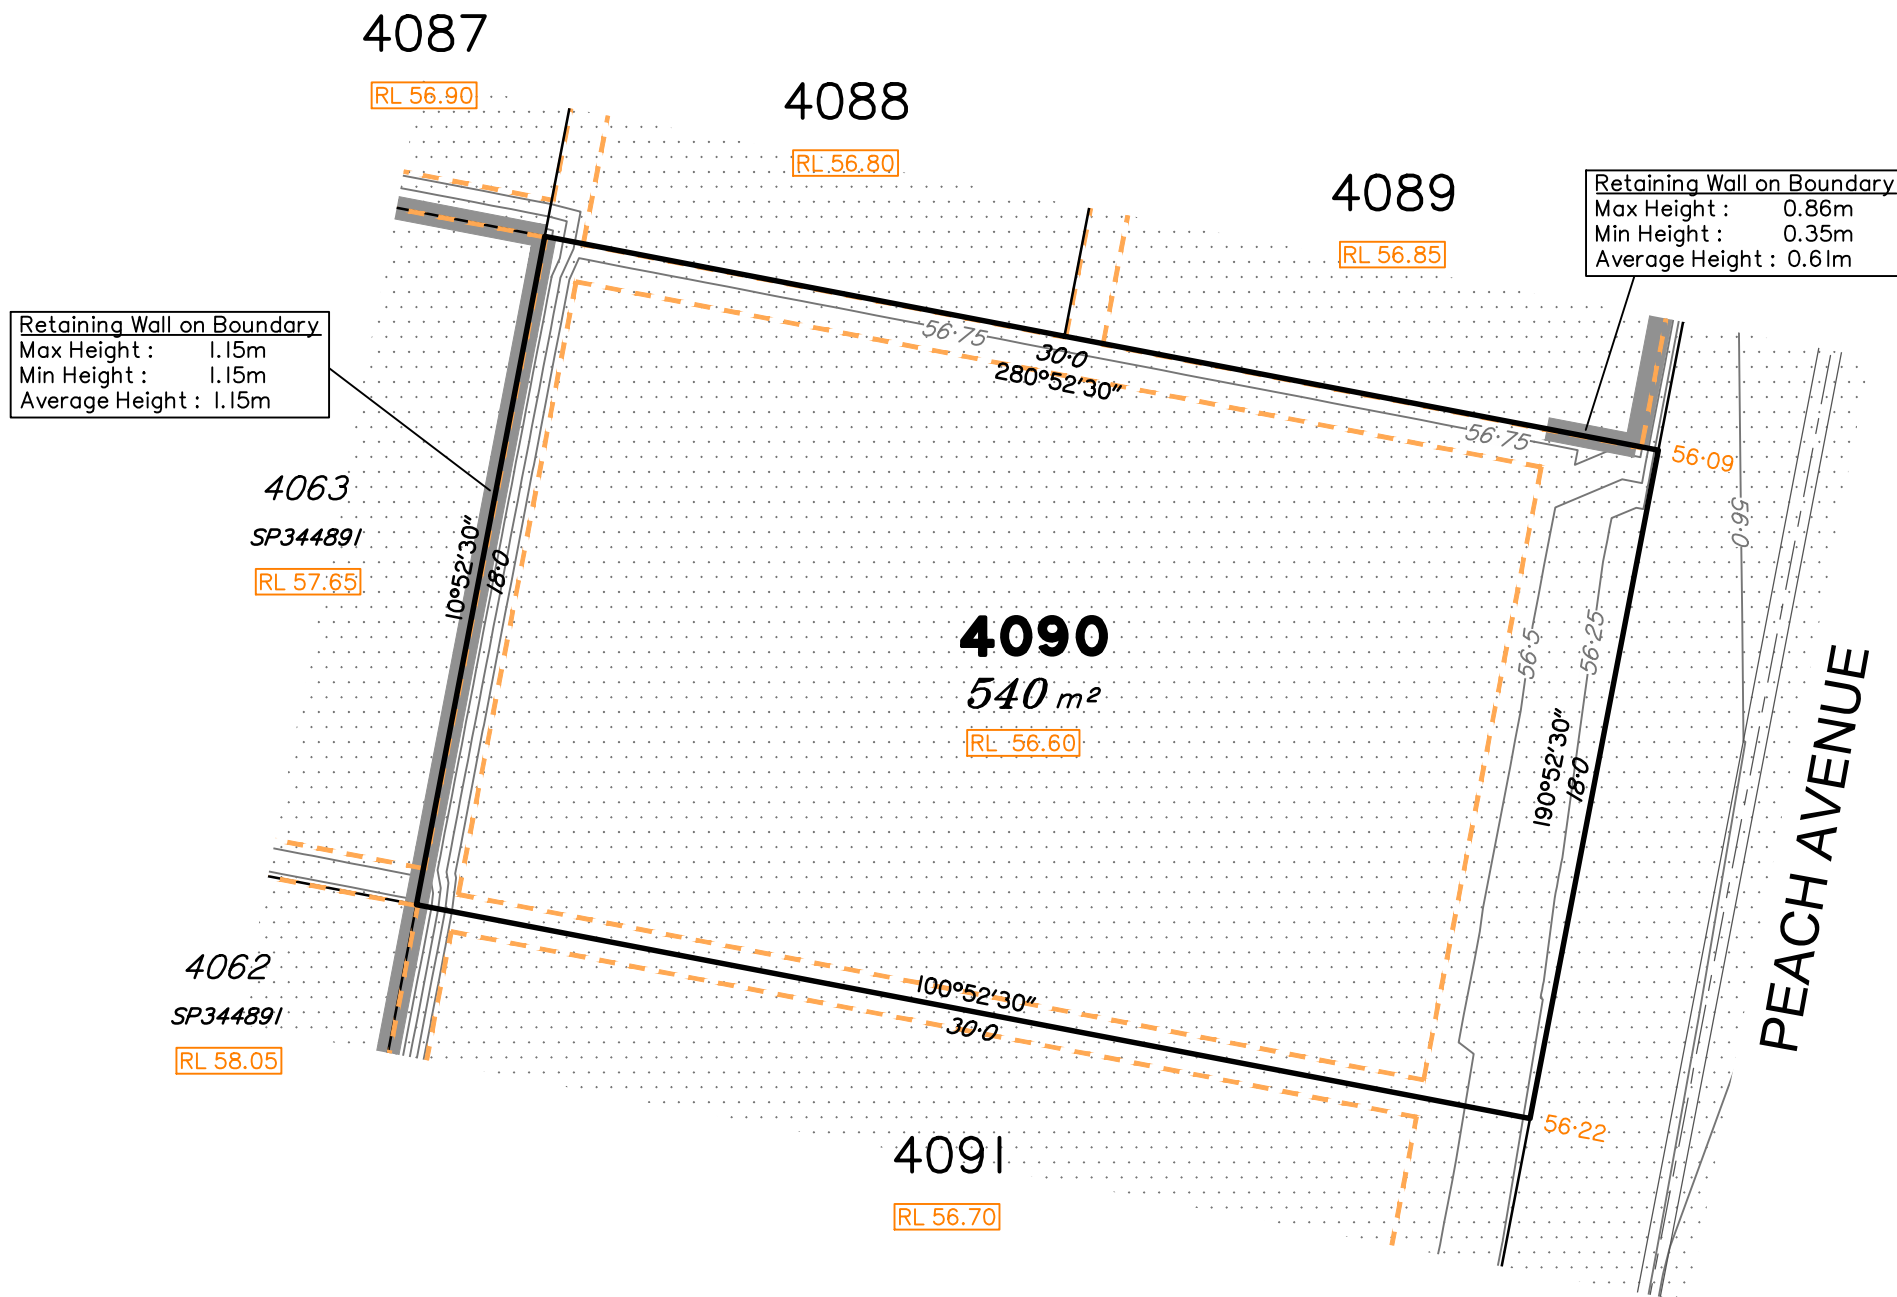 4087
RL 56.90
4088
RL 56.80
4089
RL 56.85
Retaining Wall on Boundary
Max Height : 0.86m
Min Height : 0.35m
Average Height : 0.61m
Retaining Wall on Boundary
Max Height : 1.15m
Min Height : 1.15m
Average Height : 1.15m
56·75
30·0
280°52'30"
56·75
56·09
56·0
4063
SP344891
RL 57.65
10°52'30"
18·0
4090
540 m²
RL 56.60
56·5
56·25
190°52'30"
18·0
PEACH AVENUE
4062
SP344891
RL 58.05
100°52'30"
30·0
56·22
4091
RL 56.70